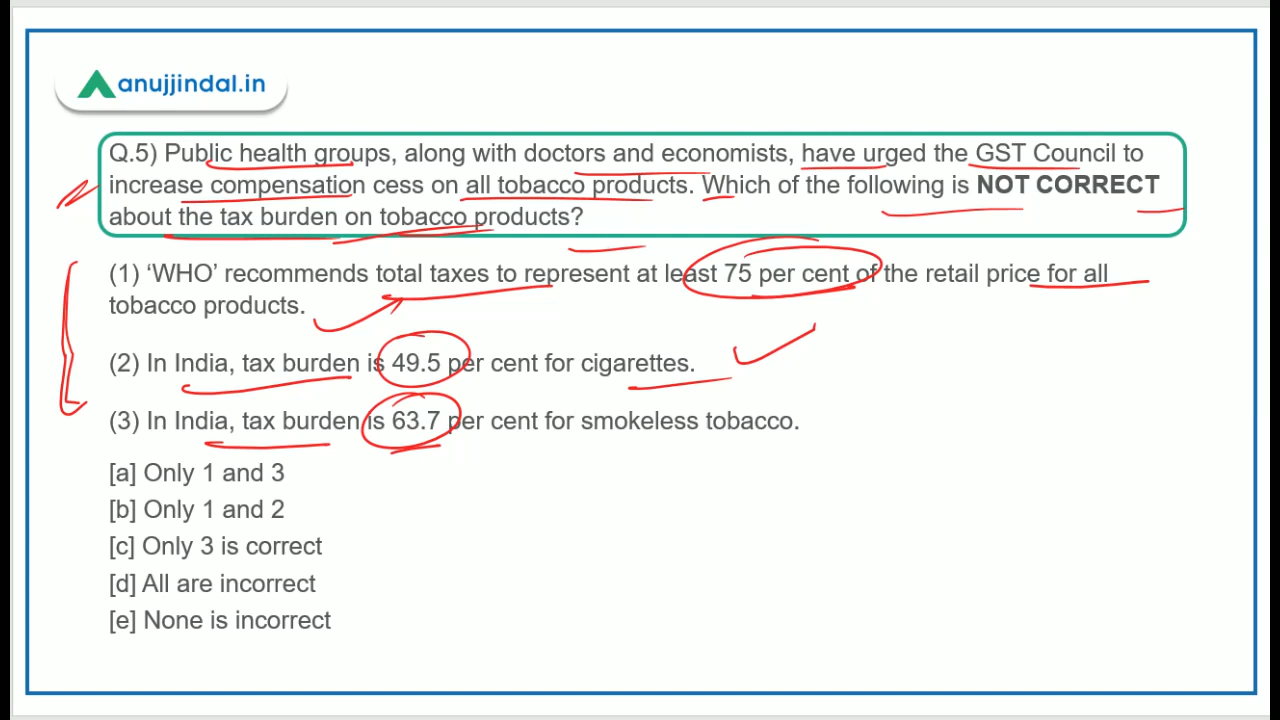 anujjindal.in
Q.5) Public health groups, along with doctors and economists, have urged the GST Council to
increase compensation cess on all tobacco products. Which of the following is NOT CORRECT
about the tax burden on tobacco products?
(1) ‘WHO’ recommends total taxes to represent at least 75 per cent of the retail price for all
tobacco products.
(2) In India, tax burden is 49.5 per cent for cigarettes.
(3) In India, tax burden is 63.7 per cent for smokeless tobacco.
[a] Only 1 and 3
[b] Only 1 and 2
[c] Only 3 is correct
[d] All are incorrect
[e] None is incorrect